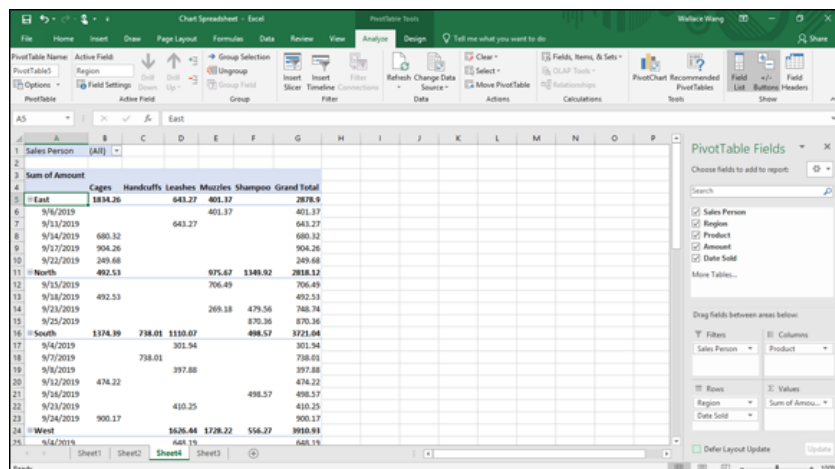 Chart Spreadsheet - Excel
PivotTable Tools
Wallace Wang
File Home Insert Draw Page Layout Formulas Data Review View Analyze Design Tell me what you want to do Share
PivotTable Name: Active Field: Group Selection Clear Fields, Items, & Sets
PivotTable5 Region Drill Down Drill Up Ungroup Insert Slicer Insert Timeline Filter Connections Refresh Change Data Source Select OLAP Tools PivotChart Recommended PivotTables Field List +/- Buttons Field Headers
Options Field Settings Group Field Move PivotTable Relationships
PivotTable Active Field Group Filter Data Actions Calculations Tools Show
A5 fx East
A B C D E F G H I J K L M N O P
1 Sales Person (All)
2
3 Sum of Amount
4 Cages Handcuffs Leashes Muzzles Shampoo Grand Total
5 East 1834.26 643.27 401.37 2878.9
6 9/6/2019 401.37 401.37
7 9/13/2019 643.27 643.27
8 9/14/2019 680.32 680.32
9 9/17/2019 904.26 904.26
10 9/22/2019 249.68 249.68
11 North 492.53 975.67 1349.92 2818.12
12 9/15/2019 706.49 706.49
13 9/18/2019 492.53 492.53
14 9/23/2019 269.18 479.56 748.74
15 9/25/2019 870.36 870.36
16 South 1374.39 738.01 1110.07 498.57 3721.04
17 9/4/2019 301.94 301.94
18 9/7/2019 738.01 738.01
19 9/8/2019 397.88 397.88
20 9/12/2019 474.22 474.22
21 9/16/2019 498.57 498.57
22 9/23/2019 410.25 410.25
23 9/24/2019 900.17 900.17
24 West 1626.44 1728.22 556.27 3910.93
25 9/4/2019 648.19 648.19
Sheet1 Sheet2 Sheet4 Sheet3
PivotTable Fields
Choose fields to add to report:
Search
Sales Person
Region
Product
Amount
Date Sold
More Tables...
Drag fields between areas below:
Filters Columns
Sales Person Product
Rows Σ Values
Region Sum of Amou...
Date Sold
Defer Layout Update Update